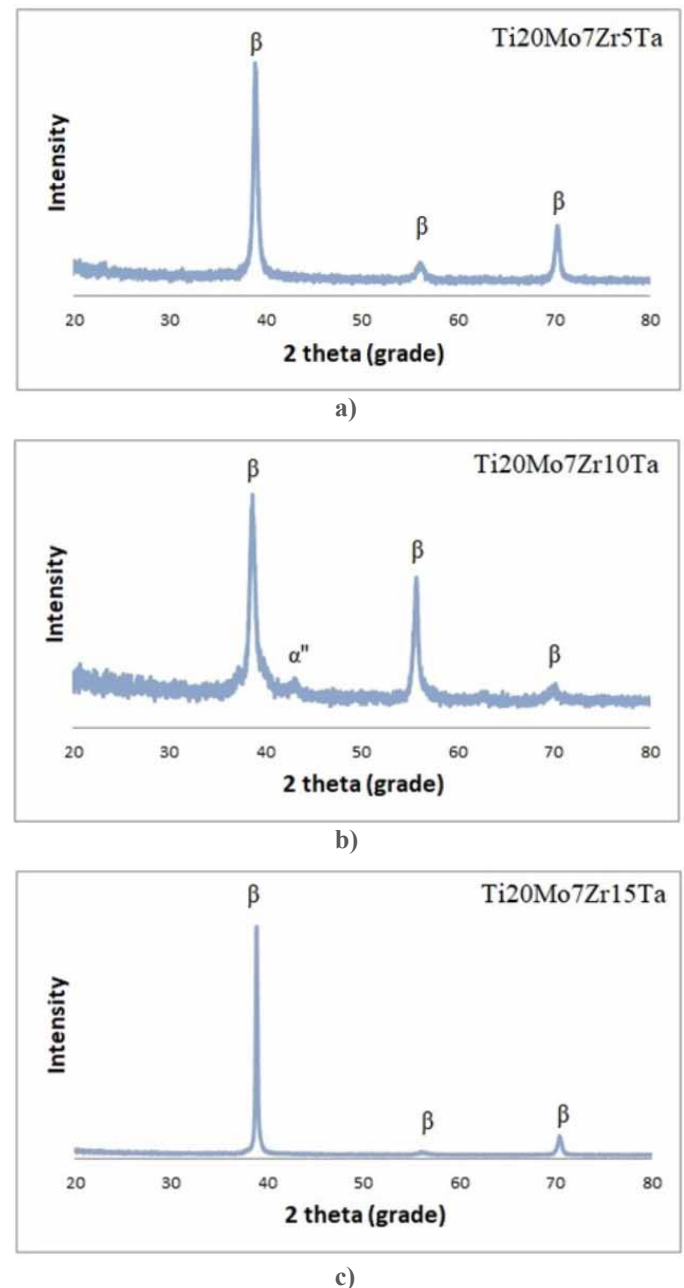 Ti20Mo7Zr5Ta
β
β
β
Intensity
20 30 40 50 60 70 80
2 theta (grade)
a)
Ti20Mo7Zr10Ta
β
β
α"
β
Intensity
20 30 40 50 60 70 80
2 theta (grade)
b)
Ti20Mo7Zr15Ta
β
β
β
Intensity
20 30 40 50 60 70 80
2 theta (grade)
c)